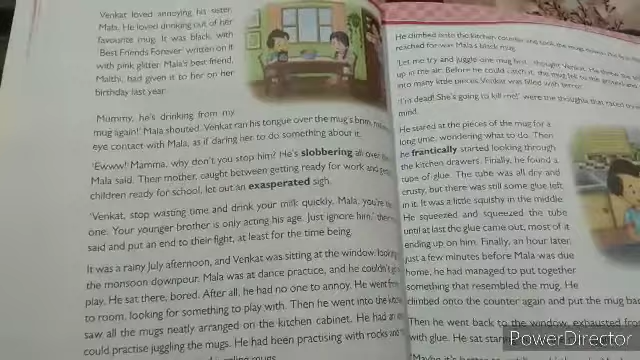 Venkat loved annoying his sister,
Mala. He loved drinking out of her
favourite mug. It was black, with
'Best Friends Forever' written on it
with pink glitter. Mala's best friend,
Maithi, had given it to her on her
birthday last year.
'Mummy, he's drinking from my
mug again!' Mala shouted. Venkat ran his tongue over the mug's brim,
eye contact with Mala, as if daring her to do something about it.
'Ewww! Mamma, why don't you stop him? He's slobbering all over
Mala said. Their mother, caught between getting ready for work and
children ready for school, let out an exasperated sigh.
'Venkat, stop wasting time and drink your milk quickly. Mala, you're the
one. Your younger brother is only acting his age. Just ignore him,'
said and put an end to their fight, at least for the time being.
It was a rainy July afternoon, and Venkat was sitting at the window, looking
the monsoon downpour. Mala was at dance practice, and he couldn't
play. He sat there, bored. After all, he had no one to annoy. He went from
to room, looking for something to play with. Then he went into the
saw all the mugs neatly arranged on the kitchen cabinet. He had an
could practise juggling the mugs. He had been practising with rocks and
mugs
He climbed onto the kitchen counter and took the mugs
reached for was Mala's black mug.
'Let me try and juggle one mug first,' thought Venkat. He threw the
up in the air. Before he could catch it, the mug fell to the ground and
into many little pieces. Venkat was filled with terror.
'I'm dead! She's going to kill me!' were the thoughts that raced
mind.
He stared at the pieces of the mug for a
long time, wondering what to do. Then
he frantically started looking through
the kitchen drawers. Finally, he found a
tube of glue. The tube was all dry and
crusty, but there was still some glue left
in it. It was a little squishy in the middle.
He squeezed and squeezed the tube
until at last the glue came out, most of it
ending up on him. Finally, an hour later,
just a few minutes before Mala was due
home, he had managed to put together
something that resembled the mug. He
climbed onto the counter again and put the mug back
Then he went back to the window, exhausted from
with glue. He sat
'Maybe it's better
PowerDirector